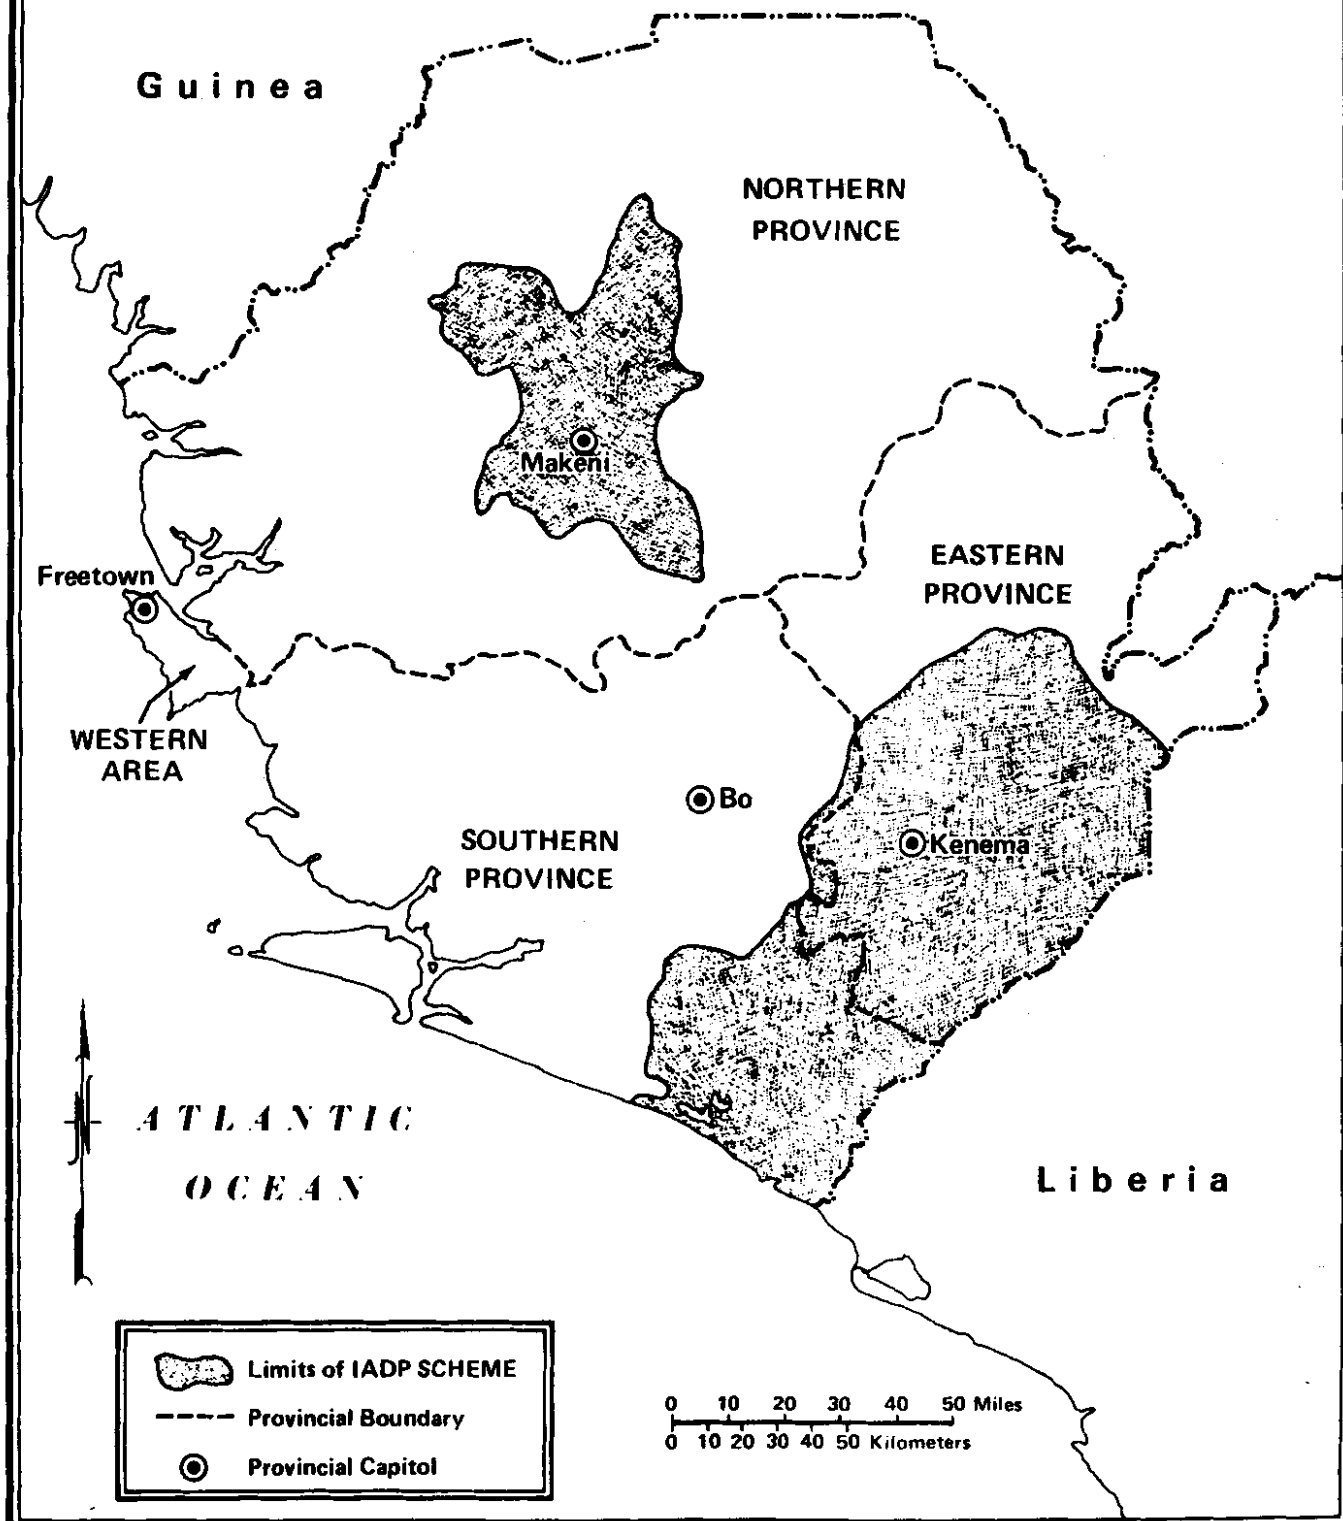 Guinea
NORTHERN
PROVINCE
Makeni
Freetown
EASTERN
PROVINCE
WESTERN
AREA
Bo
SOUTHERN
PROVINCE
Kenema
ATLANTIC
OCEAN
Liberia
Limits of IADP SCHEME
Provincial Boundary
Provincial Capitol
0 10 20 30 40 50 Miles
0 10 20 30 40 50 Kilometers